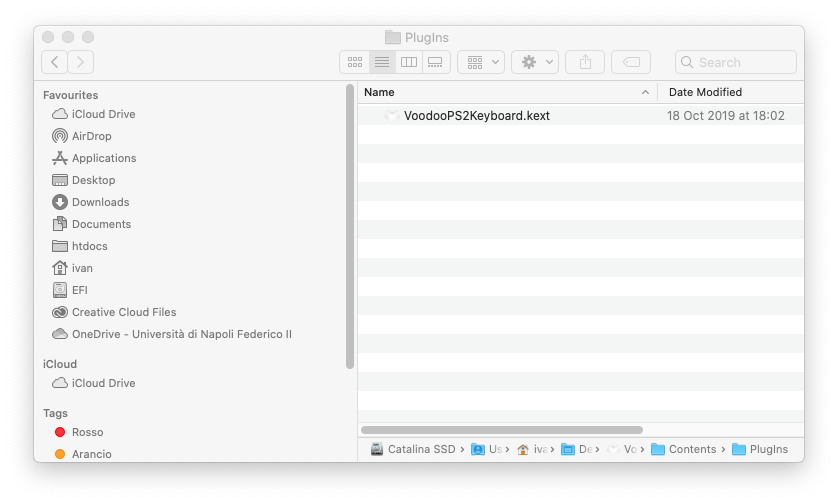 PlugIns
Search
Favourites
iCloud Drive
AirDrop
Applications
Desktop
Downloads
Documents
htdocs
ivan
EFI
Creative Cloud Files
OneDrive - Università di Napoli Federico II
iCloud
iCloud Drive
Tags
Rosso
Arancio
Name Date Modified
VoodooPS2Keyboard.kext 18 Oct 2019 at 18:02
Catalina SSD › Us › iva › De › Vo › Contents › PlugIns